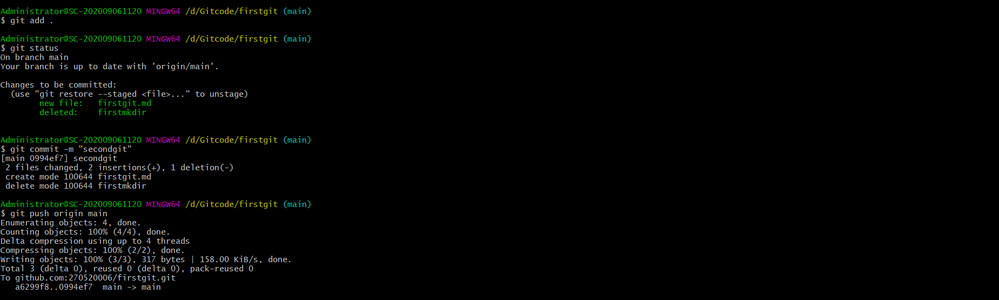 Administrator@SC-202009061120 MINGW64 /d/Gitcode/firstgit (main)
$ git add .
Administrator@SC-202009061120 MINGW64 /d/Gitcode/firstgit (main)
$ git status
On branch main
Your branch is up to date with 'origin/main'.
Changes to be committed:
  (use "git restore --staged <file>..." to unstage)
        new file:   firstgit.md
        deleted:    firstmkdir
Administrator@SC-202009061120 MINGW64 /d/Gitcode/firstgit (main)
$ git commit -m "secondgit"
[main 0994ef7] secondgit
 2 files changed, 2 insertions(+), 1 deletion(-)
 create mode 100644 firstgit.md
 delete mode 100644 firstmkdir
Administrator@SC-202009061120 MINGW64 /d/Gitcode/firstgit (main)
$ git push origin main
Enumerating objects: 4, done.
Counting objects: 100% (4/4), done.
Delta compression using up to 4 threads
Compressing objects: 100% (2/2), done.
Writing objects: 100% (3/3), 317 bytes | 158.00 KiB/s, done.
Total 3 (delta 0), reused 0 (delta 0), pack-reused 0
To github.com:270520006/firstgit.git
   a6299f8..0994ef7  main -> main